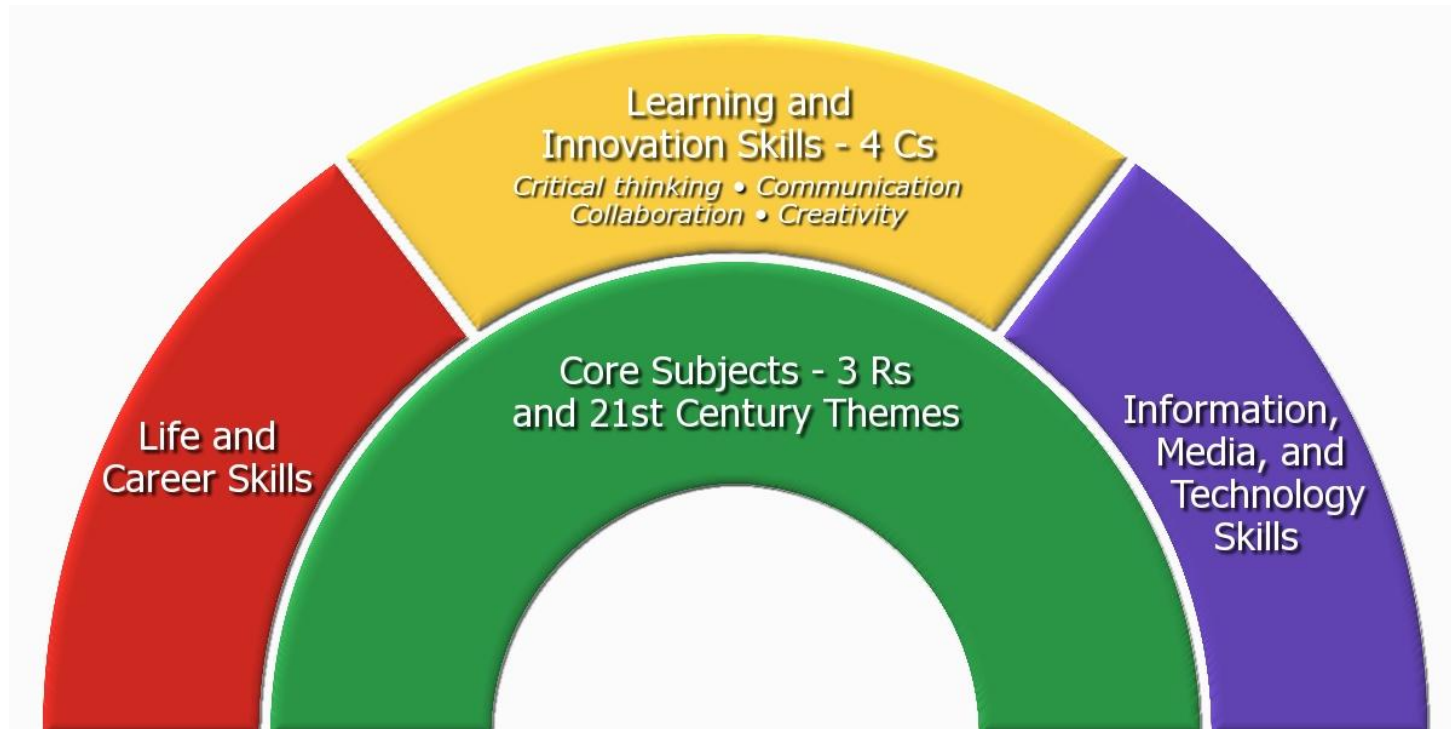 Learning and
Innovation Skills - 4 Cs
Critical thinking • Communication
Collaboration • Creativity
Core Subjects - 3 Rs
and 21st Century Themes
Life and
Career Skills
Information,
Media, and
Technology
Skills